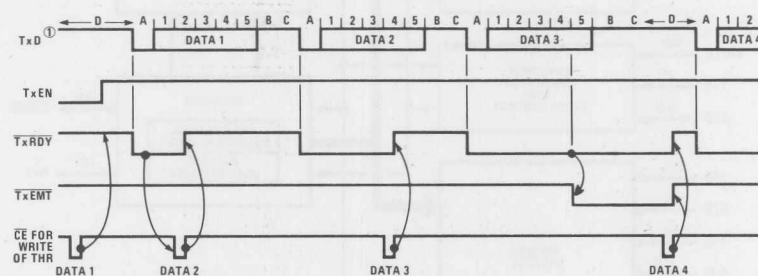 D A 1 2 3 4 5 B C A 1 2 3 4 5 B C A 1 2 3 4 5 B C D A 1 2
TxD ① DATA 1 DATA 2 DATA 3 DATA 4
TxEN
TxRDY
TxEMT
CE FOR
WRITE
OF THR
DATA 1 DATA 2 DATA 3 DATA 4